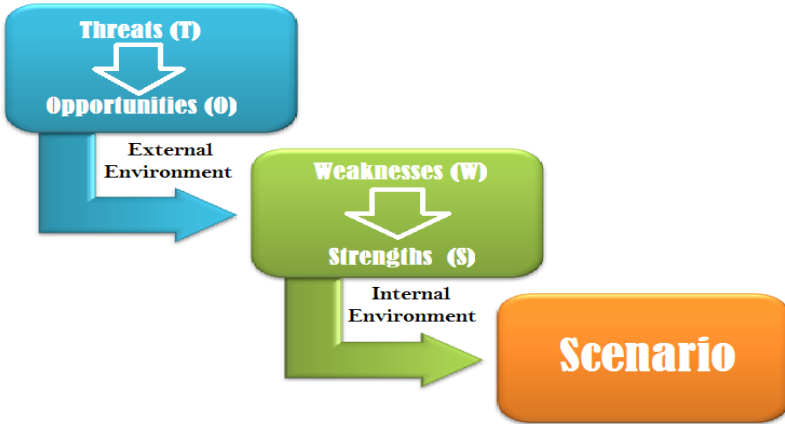 Threats (T)
Opportunities (O)
External
Environment
Weaknesses (W)
Strengths (S)
Internal
Environment
Scenario